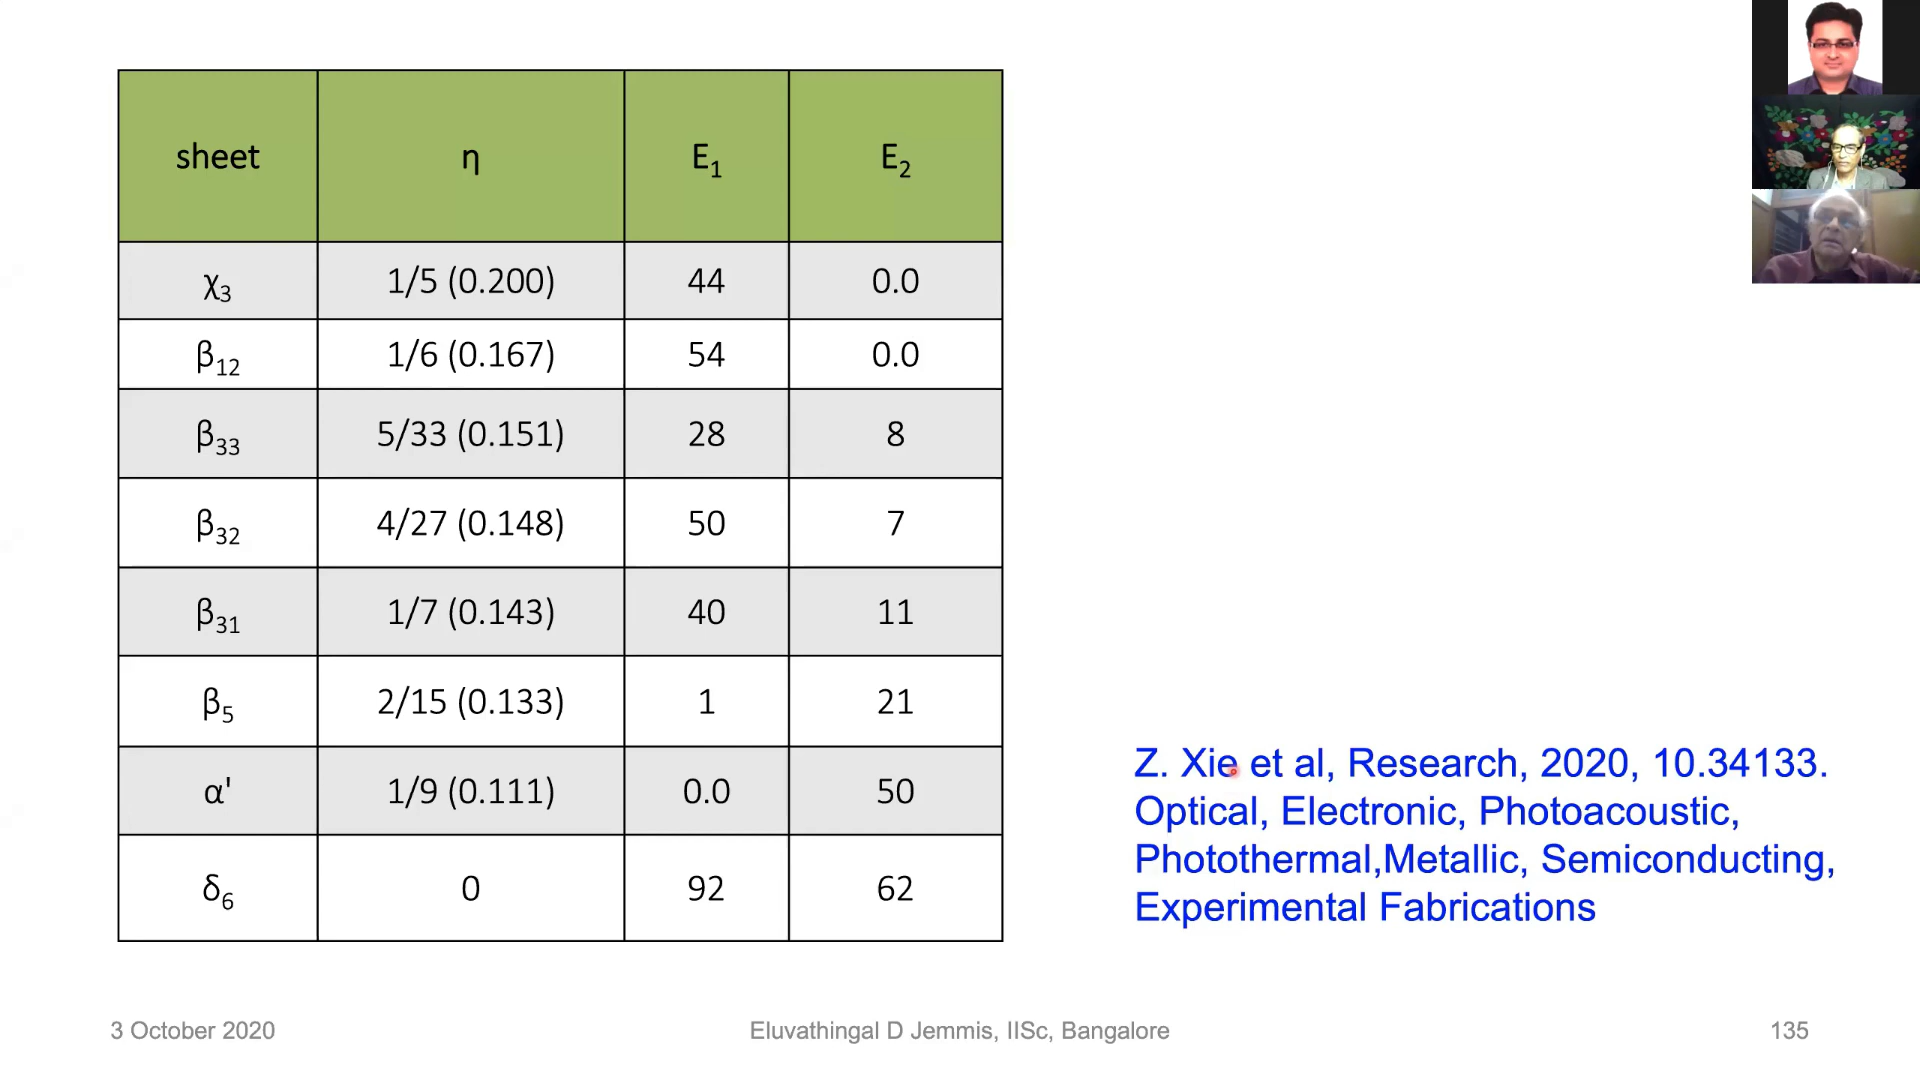 sheet η E₁ E₂
χ₃ 1/5 (0.200) 44 0.0
β₁₂ 1/6 (0.167) 54 0.0
β₃₃ 5/33 (0.151) 28 8
β₃₂ 4/27 (0.148) 50 7
β₃₁ 1/7 (0.143) 40 11
β₅ 2/15 (0.133) 1 21
α' 1/9 (0.111) 0.0 50
δ₆ 0 92 62
Z. Xie et al, Research, 2020, 10.34133.
Optical, Electronic, Photoacoustic,
Photothermal,Metallic, Semiconducting,
Experimental Fabrications
3 October 2020
Eluvathingal D Jemmis, IISc, Bangalore
135